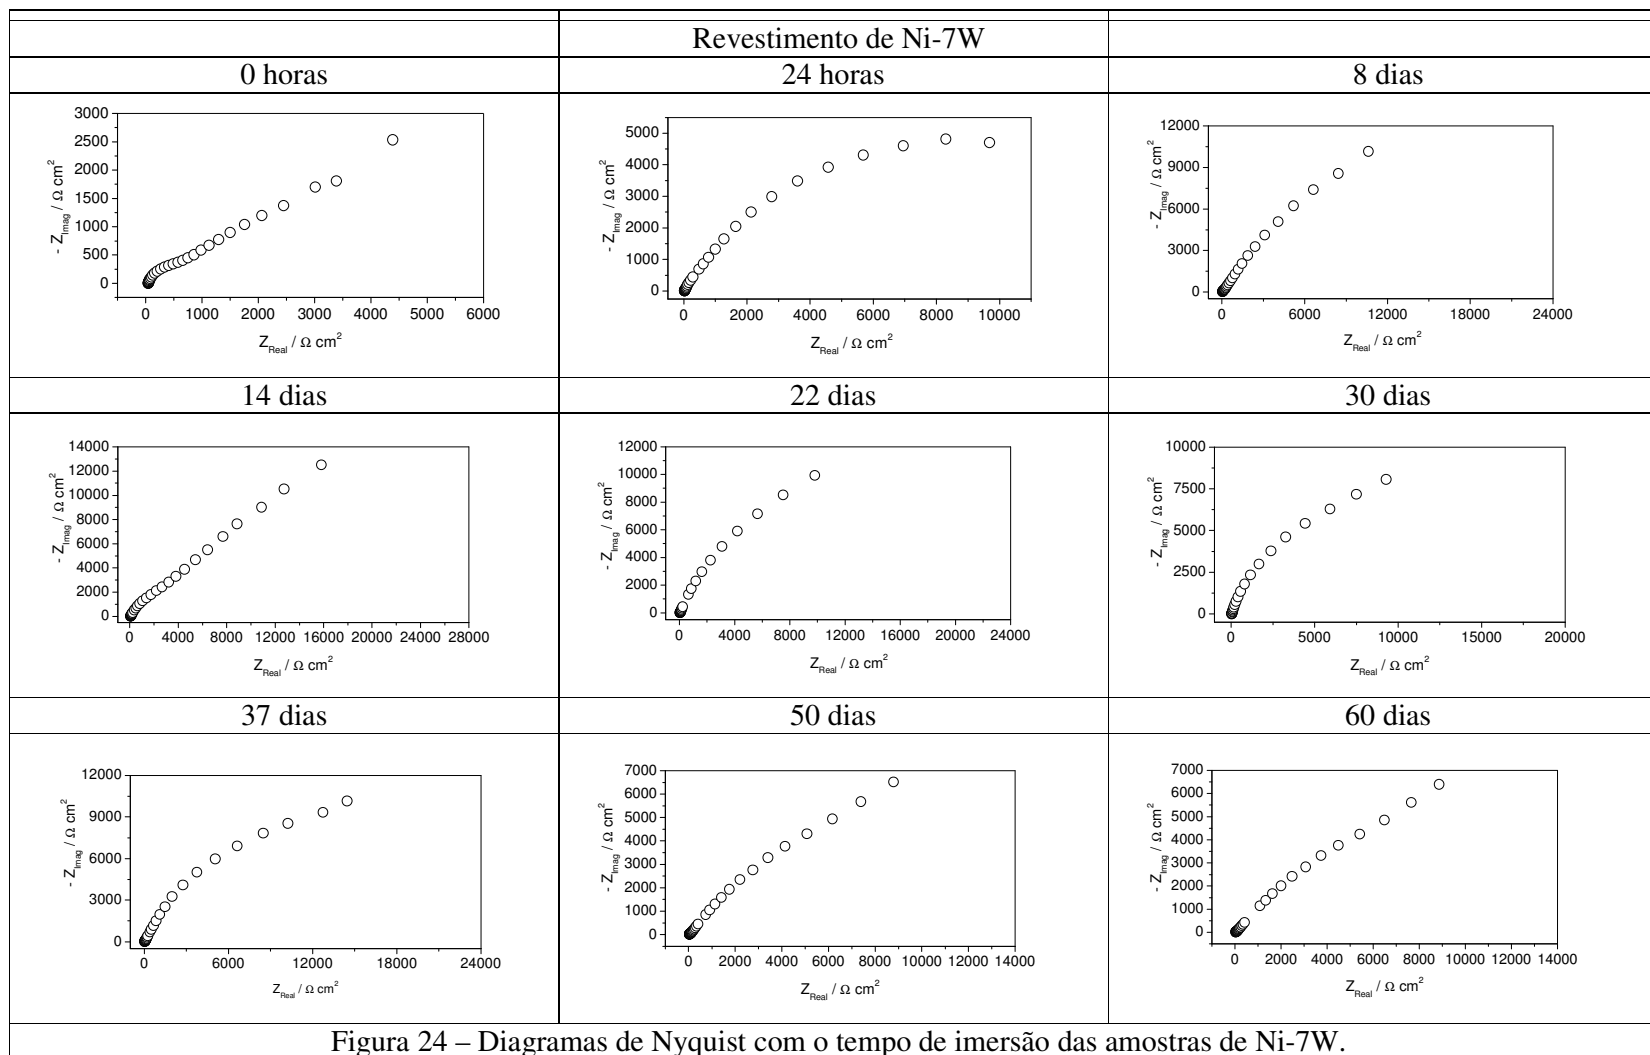 Revestimento de Ni-7W
0 horas
24 horas
8 dias
3000
2500
2000
1500
1000
500
0
- Z_Imag / Ω cm²
0 1000 2000 3000 4000 5000 6000
Z_Real / Ω cm²
5000
4000
3000
2000
1000
0
- Z_Imag / Ω cm²
0 2000 4000 6000 8000 10000
Z_Real / Ω cm²
12000
9000
6000
3000
0
- Z_Imag / Ω cm²
0 6000 12000 18000 24000
Z_Real / Ω cm²
14 dias
22 dias
30 dias
14000
12000
10000
8000
6000
4000
2000
0
- Z_Imag / Ω cm²
0 4000 8000 12000 16000 20000 24000 28000
Z_Real / Ω cm²
12000
10000
8000
6000
4000
2000
0
- Z_Imag / Ω cm²
0 4000 8000 12000 16000 20000 24000
Z_Real / Ω cm²
10000
7500
5000
2500
0
- Z_Imag / Ω cm²
0 5000 10000 15000 20000
Z_Real / Ω cm²
37 dias
50 dias
60 dias
12000
9000
6000
3000
0
- Z_Imag / Ω cm²
0 6000 12000 18000 24000
Z_Real / Ω cm²
7000
6000
5000
4000
3000
2000
1000
0
- Z_Imag / Ω cm²
0 2000 4000 6000 8000 10000 12000 14000
Z_Real / Ω cm²
7000
6000
5000
4000
3000
2000
1000
0
- Z_Imag / Ω cm²
0 2000 4000 6000 8000 10000 12000 14000
Z_Real / Ω cm²
Figura 24 – Diagramas de Nyquist com o tempo de imersão das amostras de Ni-7W.